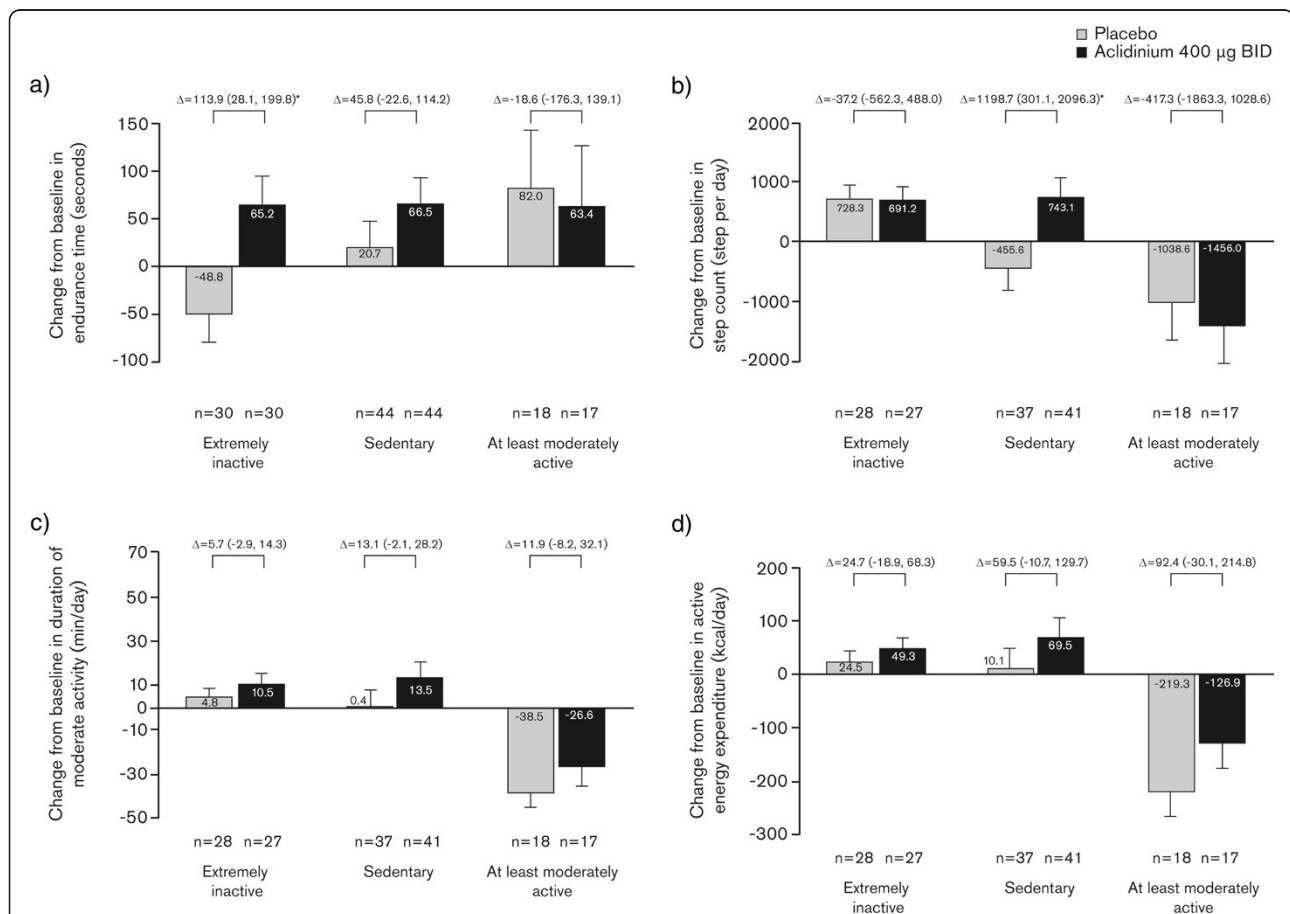 Placebo
Aclidinium 400 µg BID
a)
Δ=113.9 (28.1, 199.8)*
Δ=45.8 (-22.6, 114.2)
Δ=-18.6 (-176.3, 139.1)
Change from baseline in
endurance time (seconds)
150
100
50
0
-50
-100
-48.8
65.2
20.7
66.5
82.0
63.4
n=30 n=30
n=44 n=44
n=18 n=17
Extremely
inactive
Sedentary
At least moderately
active
b)
Δ=-37.2 (-562.3, 488.0)
Δ=1198.7 (301.1, 2096.3)*
Δ=-417.3 (-1863.3, 1028.6)
Change from baseline in
step count (step per day)
2000
1000
0
-1000
-2000
728.3
691.2
-455.6
743.1
-1038.6
-1456.0
n=28 n=27
n=37 n=41
n=18 n=17
Extremely
inactive
Sedentary
At least moderately
active
c)
Δ=5.7 (-2.9, 14.3)
Δ=13.1 (-2.1, 28.2)
Δ=11.9 (-8.2, 32.1)
Change from baseline in duration of
moderate activity (min/day)
70
50
30
10
0
-10
-30
-50
4.8
10.5
0.4
13.5
-38.5
-26.6
n=28 n=27
n=37 n=41
n=18 n=17
Extremely
inactive
Sedentary
At least moderately
active
d)
Δ=24.7 (-18.9, 68.3)
Δ=59.5 (-10.7, 129.7)
Δ=92.4 (-30.1, 214.8)
Change from baseline in active
energy expenditure (kcal/day)
200
100
0
-100
-200
-300
24.5
49.3
10.1
69.5
-219.3
-126.9
n=28 n=27
n=37 n=41
n=18 n=17
Extremely
inactive
Sedentary
At least moderately
active